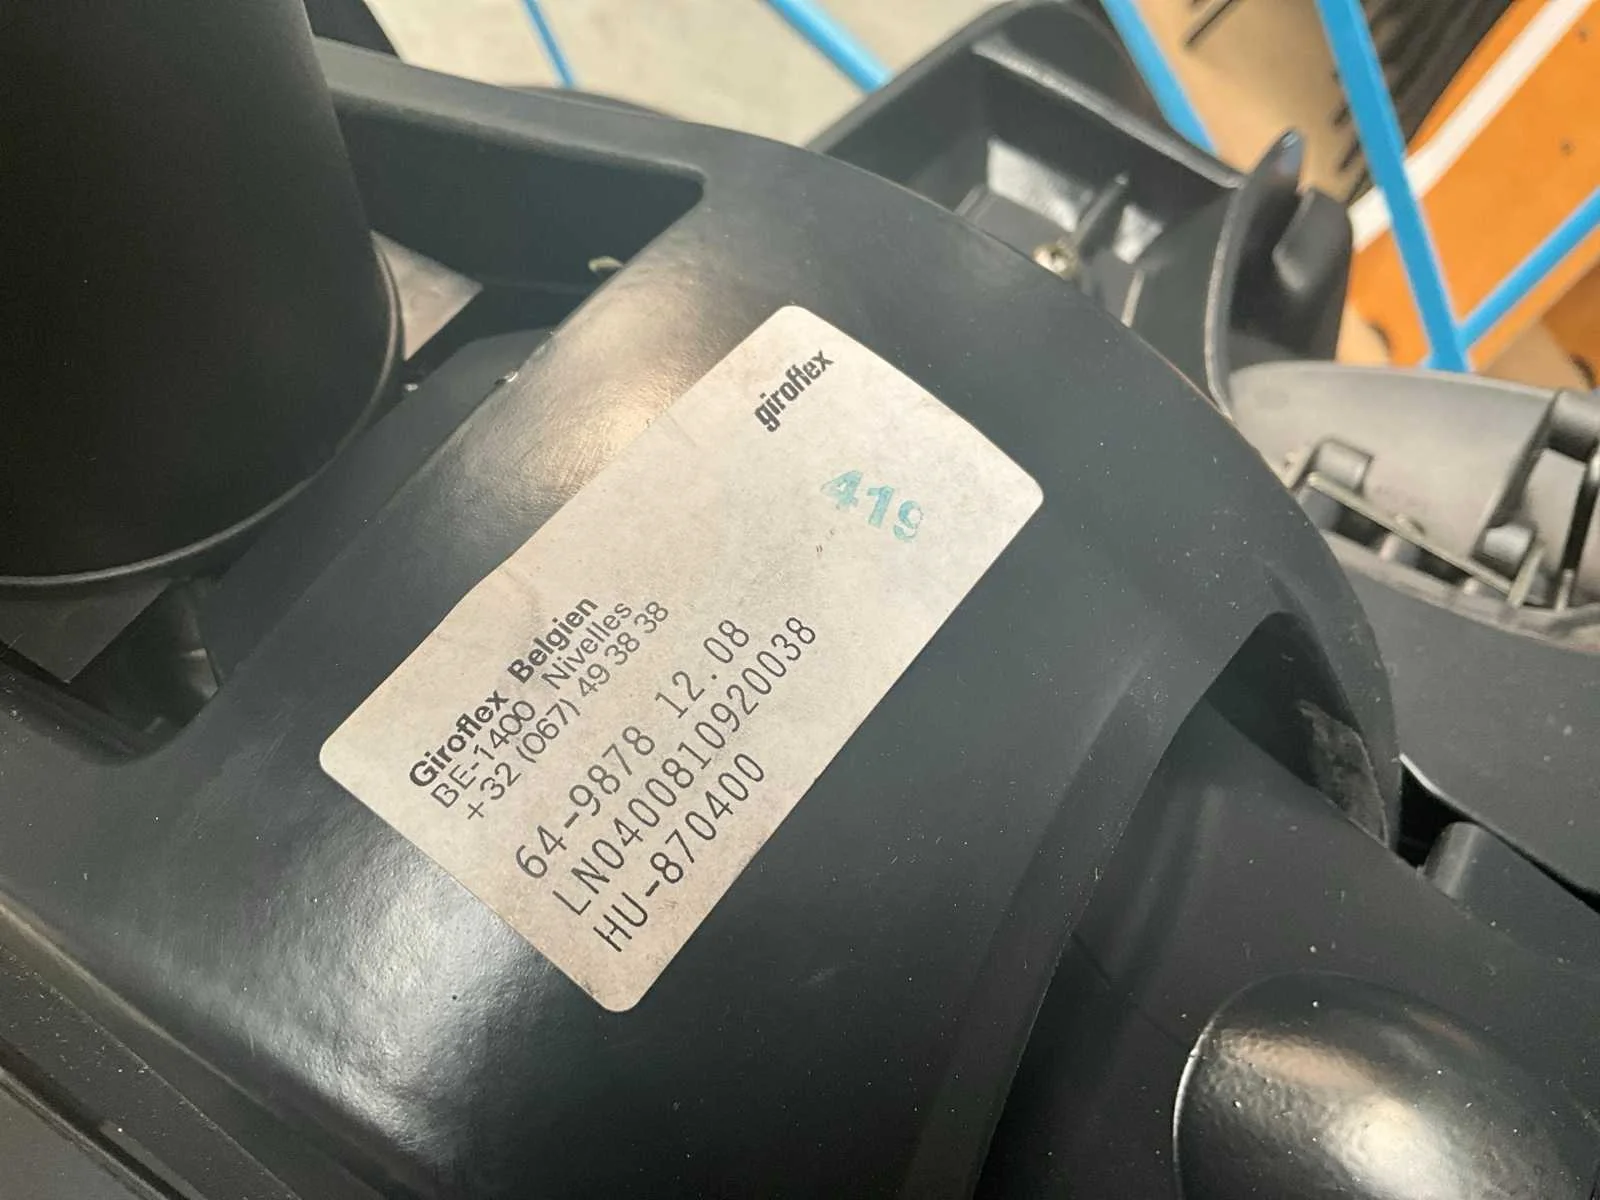 giroflex
419
Giroflex Belgien
BE-1400 Nivelles
+32 (067) 49 38 38
64-9878 12.08
LN0400810920038
HU-870400